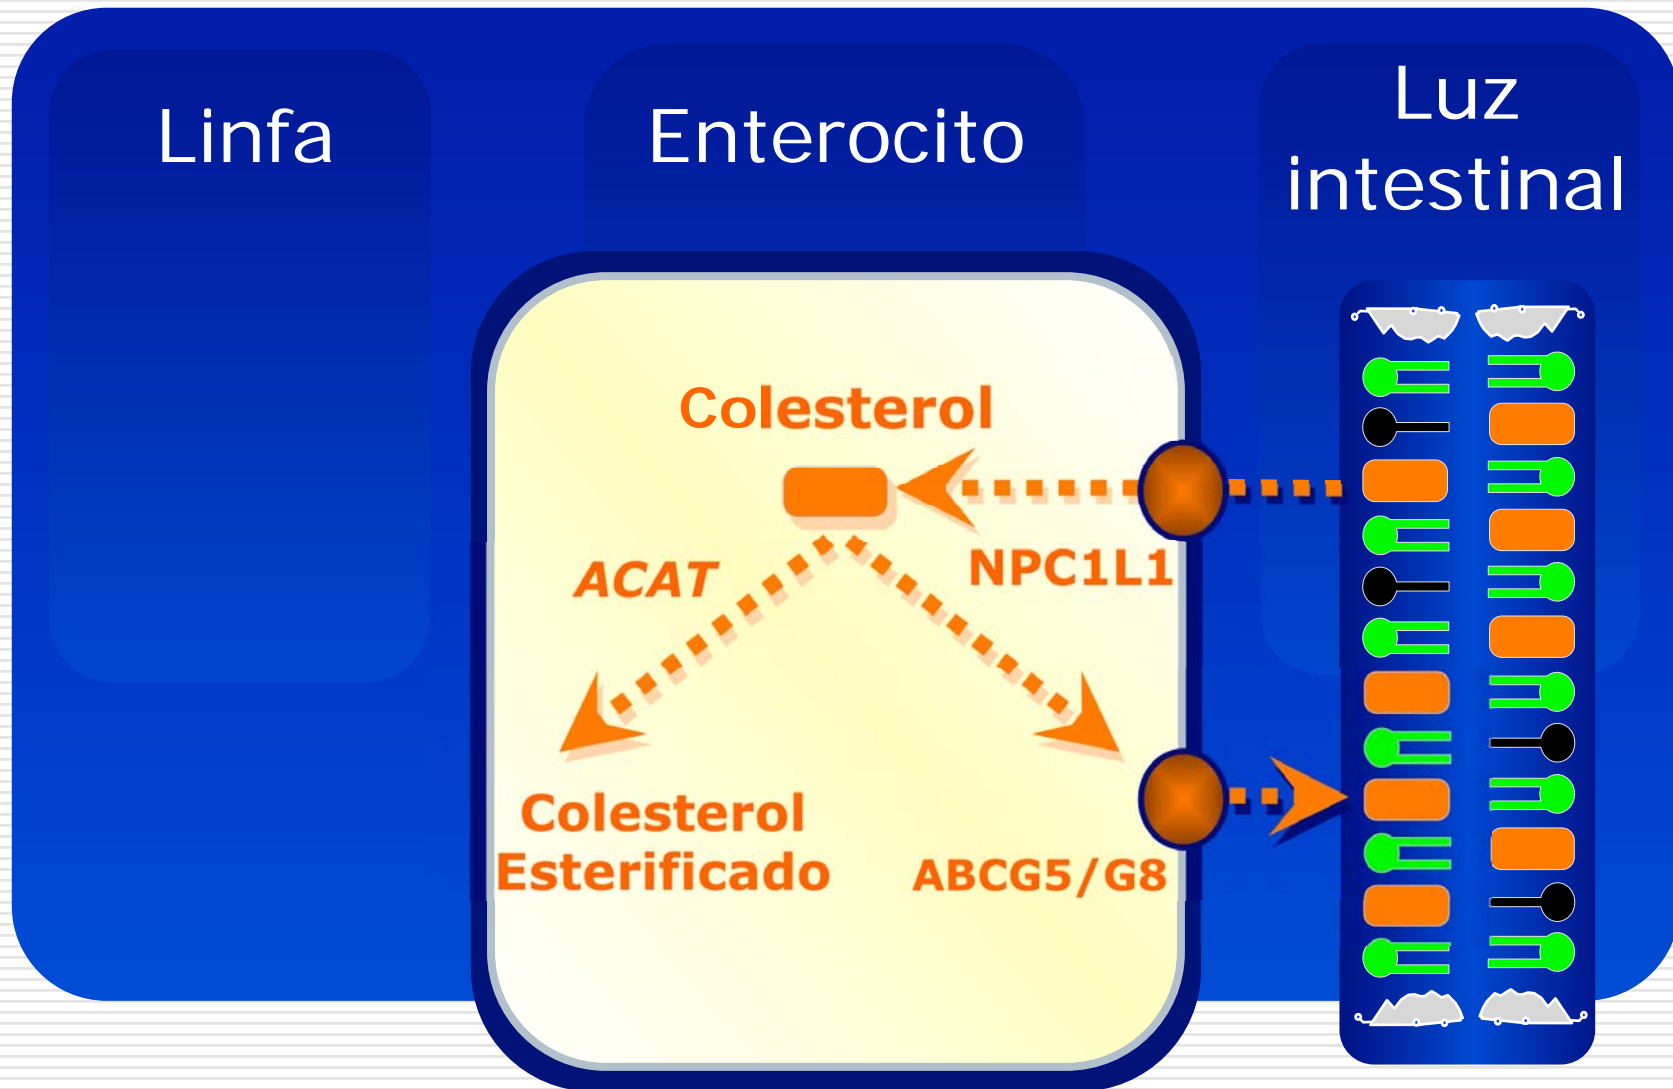 Linfa
Enterocito
Luz
intestinal
Colesterol
ACAT
NPC1L1
Colesterol
Esterificado
ABCG5/G8